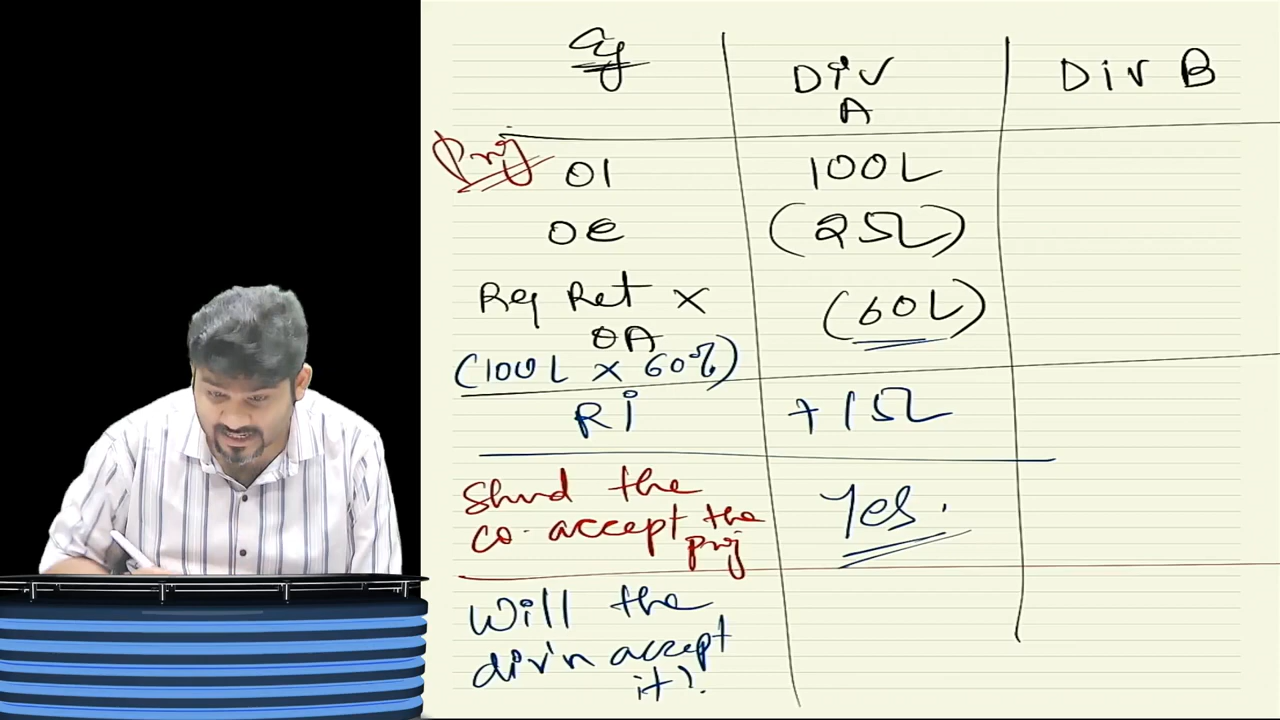 Eg
Div A
Div B
Proj
OI
100L
OE
(25L)
Req Ret x OA
(60L)
(100L x 60%)
RI
+15L
Shud the
co. accept the
proj
Yes.
Will the
div'n accept
it?